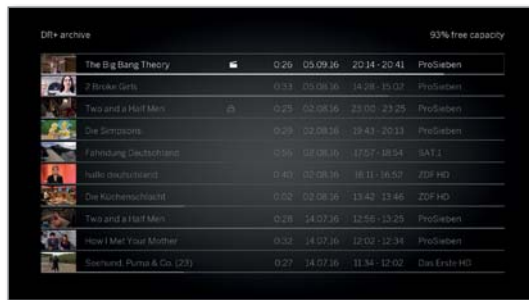 DR+ archive 93% free capacity
The Big Bang Theory 0:26 05.09.16 20:14 - 20:41 ProSieben
2 Broke Girls 0:33 05.08.16 14:28 - 15:02 ProSieben
Two and a Half Men 0:25 02.08.16 23:00 - 23:25 ProSieben
Die Simpsons 0:29 02.08.16 19:43 - 20:13 ProSieben
Fahndung Deutschland 0:56 02.08.16 17:57 - 18:54 SAT.1
hallo deutschland 0:40 02.08.16 16:11 - 16:52 ZDF HD
Die Küchenschlacht 0:02 02.08.16 13:42 - 13:46 ZDF HD
Two and a Half Men 0:28 14.07.16 12:56 - 13:25 ProSieben
How I Met Your Mother 0:32 14.07.16 12:02 - 12:34 ProSieben
Seehund, Puma & Co. (23) 0:27 14.07.16 11:34 - 12:02 Das Erste HD